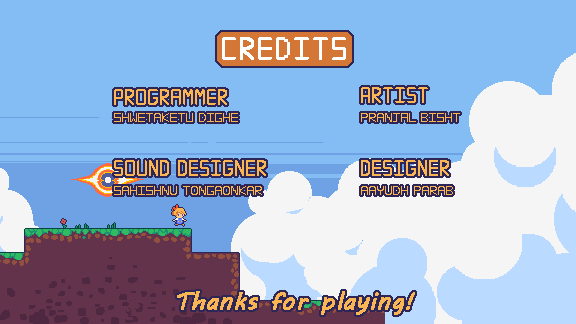 CREDITS
PROGRAMMER
SHWETAKETU DIGHE
ARTIST
PRANJAL BISHT
SOUND DESIGNER
SAHISHNU TONGAONKAR
DESIGNER
AAYUDH PARAB
Thanks for playing!